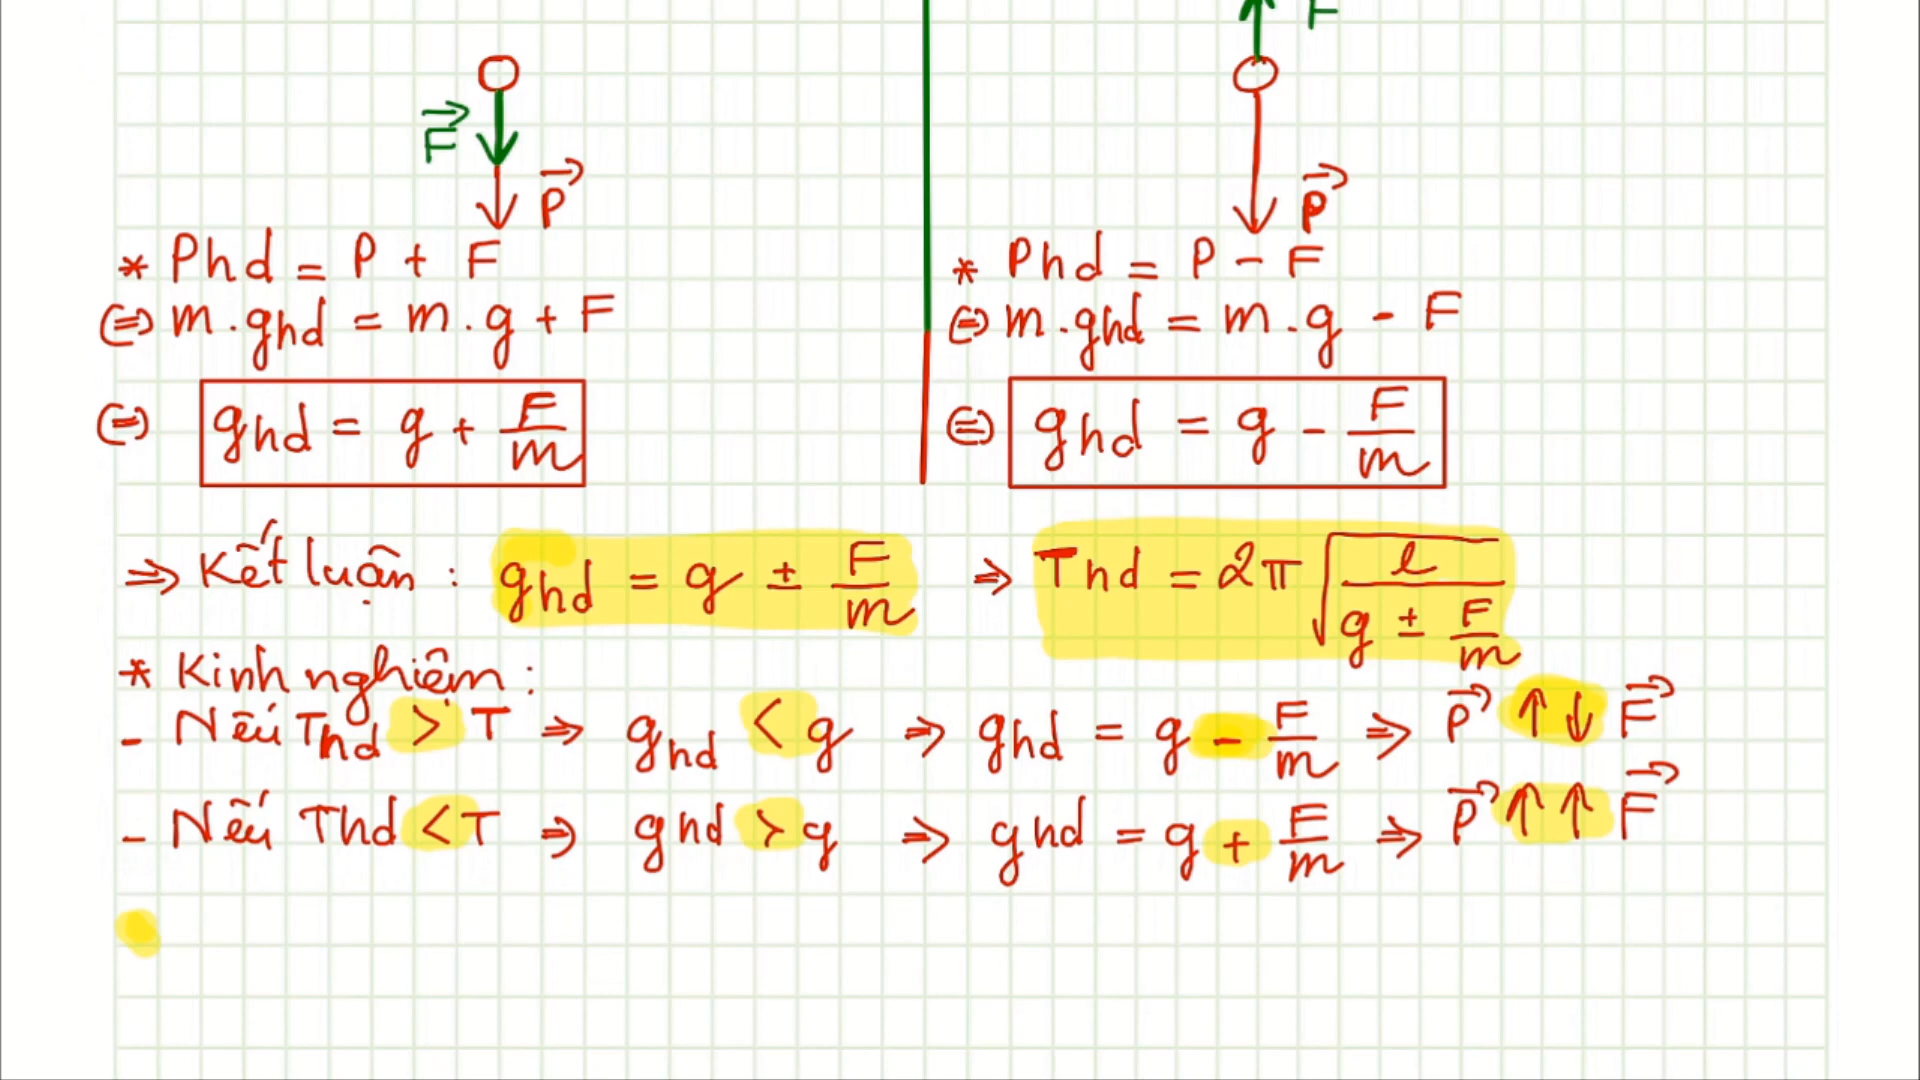 F
F
P
P
* Phd = P + F
⇔ m.ghd = m.g + F
⇔ ghd = g + F/m
* Phd = P - F
⇔ m.ghd = m.g - F
⇔ ghd = g - F/m
⇒ Kết luận : ghd = g ± F/m ⇒ Thd = 2π√(l/(g ± F/m))
* Kinh nghiệm :
- Nếu Thd > T ⇒ ghd < g ⇒ ghd = g - F/m ⇒ P ↑↓ F
- Nếu Thd < T ⇒ ghd > g ⇒ ghd = g + F/m ⇒ P ↑↑ F